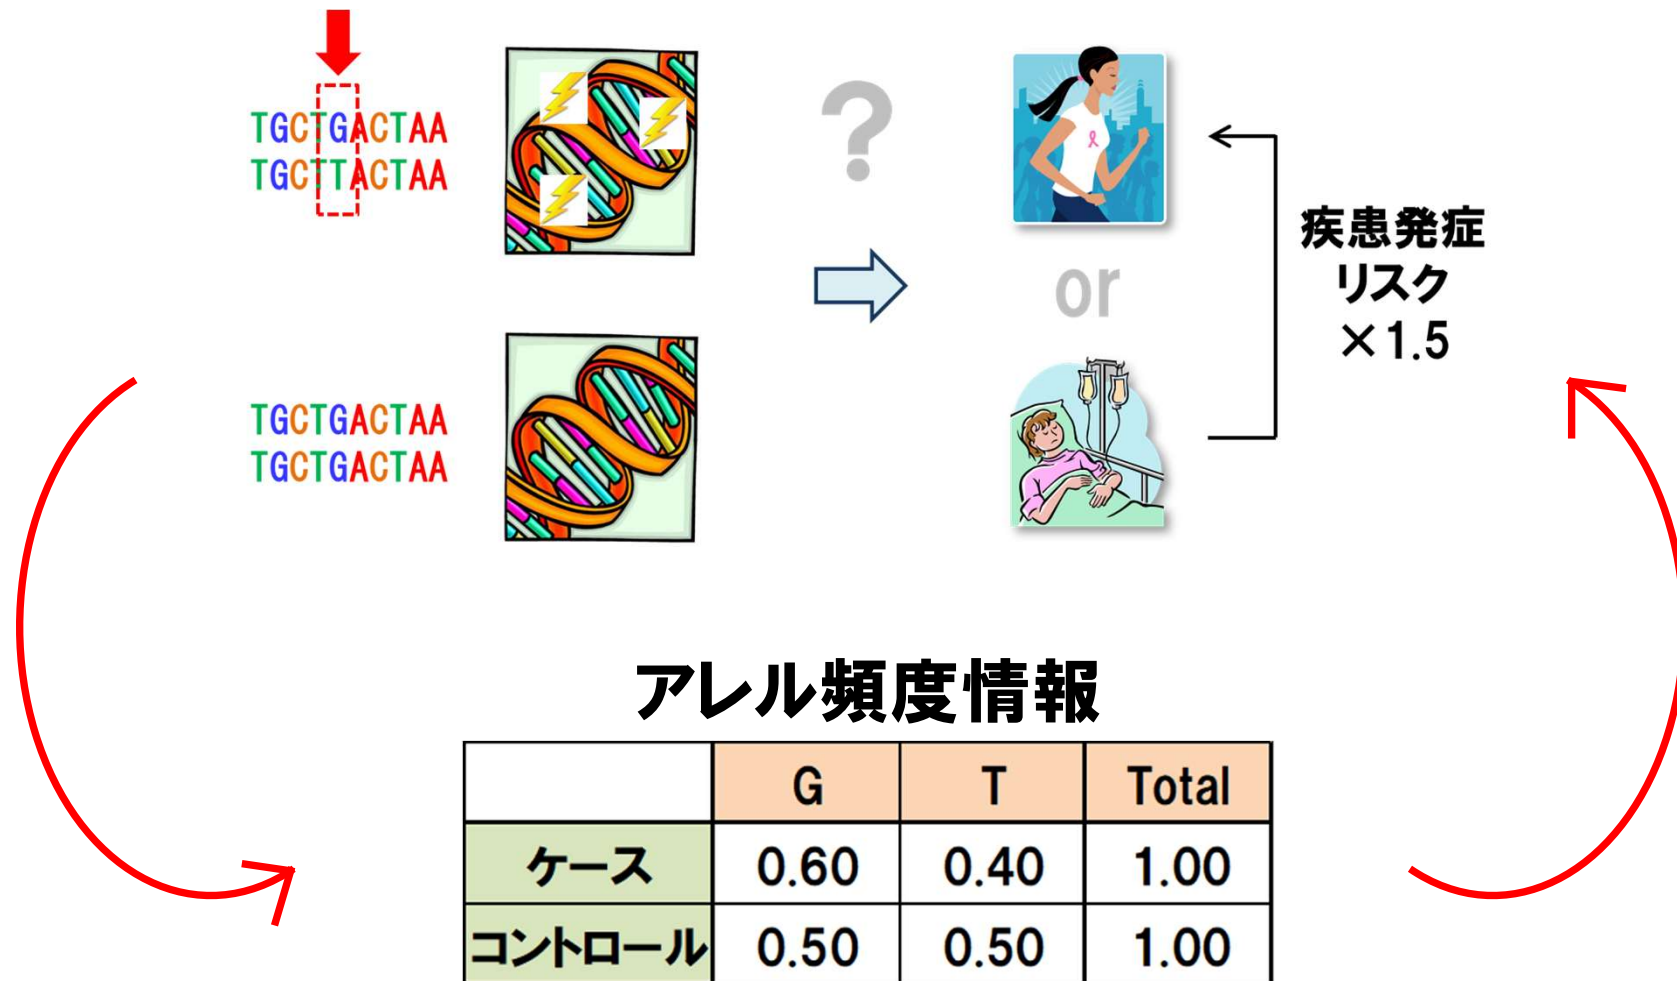 TGCTGACTAA
TGCTTACTAA
?
疾患発症
リスク
×1.5
or
TGCTGACTAA
TGCTGACTAA
アレル頻度情報
G T Total
ケース 0.60 0.40 1.00
コントロール 0.50 0.50 1.00